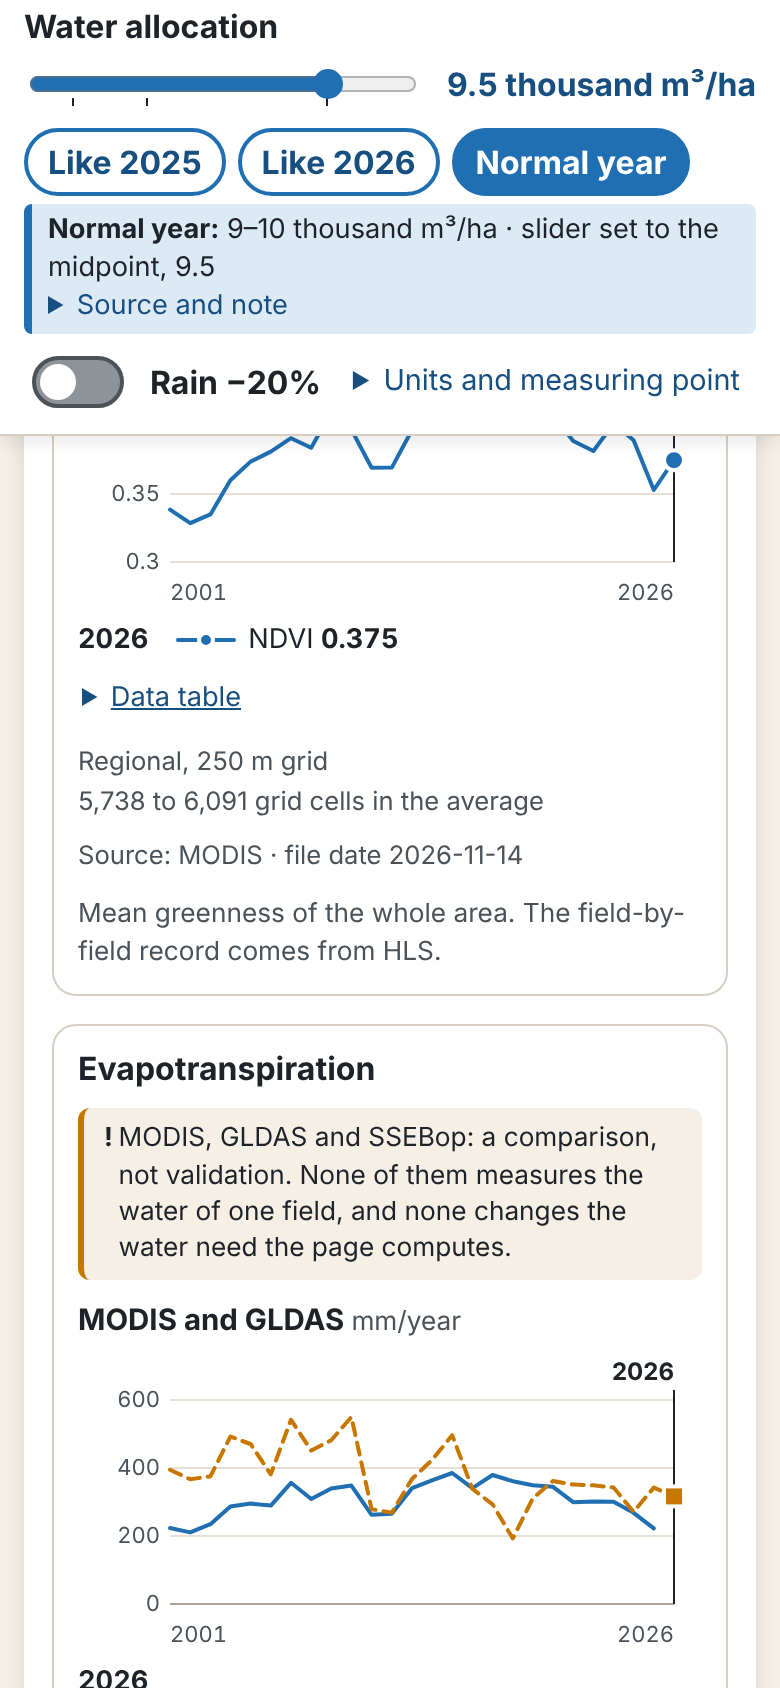 Water allocation
9.5 thousand m³/ha
Like 2025 Like 2026 Normal year
Normal year: 9–10 thousand m³/ha · slider set to the
midpoint, 9.5
Source and note
Rain −20% Units and measuring point
0.35
0.3
2001 2026
2026 NDVI 0.375
Data table
Regional, 250 m grid
5,738 to 6,091 grid cells in the average
Source: MODIS · file date 2026-11-14
Mean greenness of the whole area. The field-by-
field record comes from HLS.
Evapotranspiration
! MODIS, GLDAS and SSEBop: a comparison,
not validation. None of them measures the
water of one field, and none changes the
water need the page computes.
MODIS and GLDAS mm/year
2026
600
400
200
0
2001 2026
2026